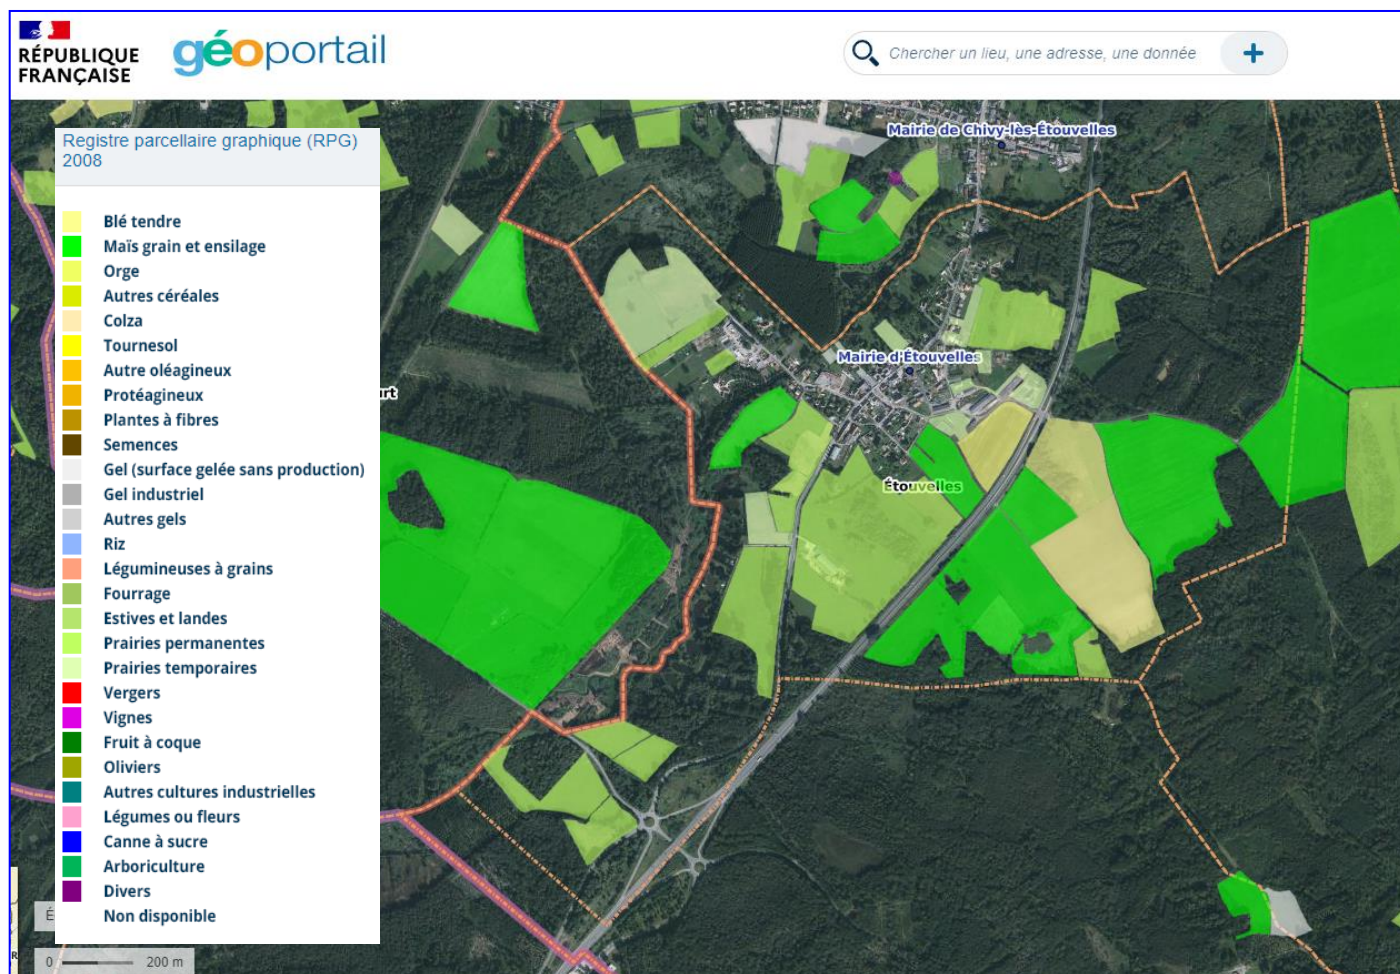 RÉPUBLIQUE
FRANÇAISE
géoportail
Chercher un lieu, une adresse, une donnée
Registre parcellaire graphique (RPG)
2008
Blé tendre
Maïs grain et ensilage
Orge
Autres céréales
Colza
Tournesol
Autre oléagineux
Protéagineux
Plantes à fibres
Semences
Gel (surface gelée sans production)
Gel industriel
Autres gels
Riz
Légumineuses à grains
Fourrage
Estives et landes
Prairies permanentes
Prairies temporaires
Vergers
Vignes
Fruit à coque
Oliviers
Autres cultures industrielles
Légumes ou fleurs
Canne à sucre
Arboriculture
Divers
Non disponible
Mairie de Chivy-lès-Étouvelles
Mairie d'Étouvelles
urt
Étouvelles
É
R
0 200 m